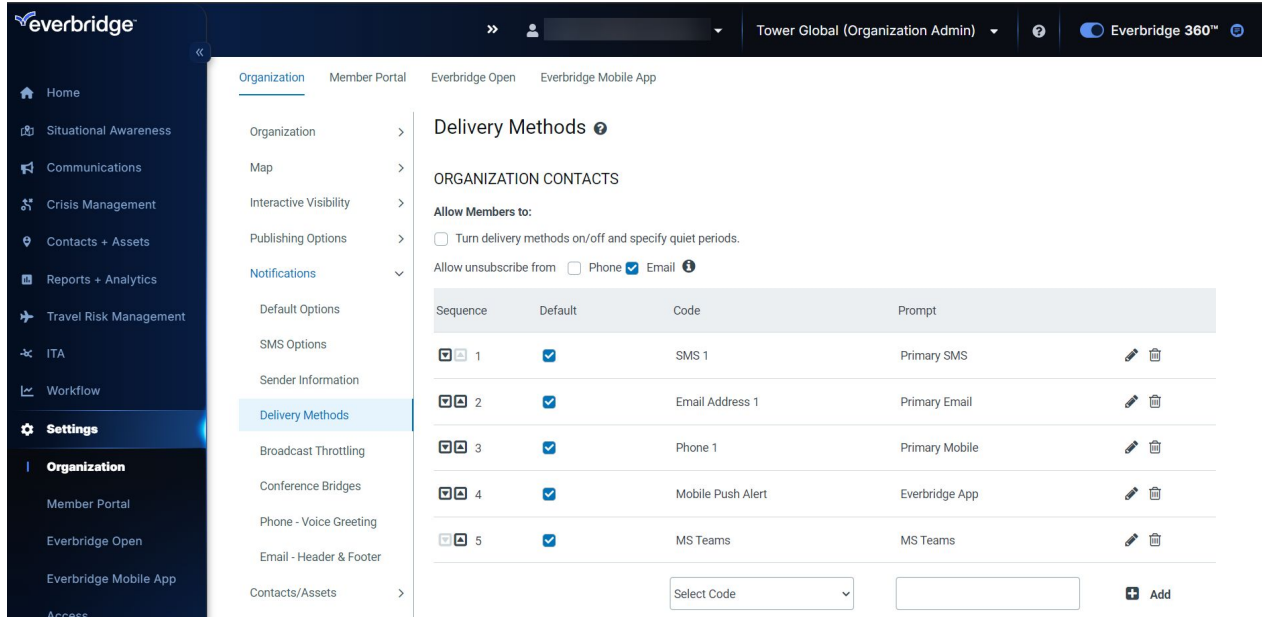 everbridge™
»
Tower Global (Organization Admin)
Everbridge 360™
«
Home
Situational Awareness
Communications
Crisis Management
Contacts + Assets
Reports + Analytics
Travel Risk Management
ITA
Workflow
Settings
Organization
Member Portal
Everbridge Open
Everbridge Mobile App
Access
Organization Member Portal Everbridge Open Everbridge Mobile App
Organization
Map
Interactive Visibility
Publishing Options
Notifications
Default Options
SMS Options
Sender Information
Delivery Methods
Broadcast Throttling
Conference Bridges
Phone - Voice Greeting
Email - Header & Footer
Contacts/Assets
Delivery Methods
ORGANIZATION CONTACTS
Allow Members to:
Turn delivery methods on/off and specify quiet periods.
Allow unsubscribe from Phone Email
Sequence Default Code Prompt
1 SMS 1 Primary SMS
2 Email Address 1 Primary Email
3 Phone 1 Primary Mobile
4 Mobile Push Alert Everbridge App
5 MS Teams MS Teams
Select Code Add